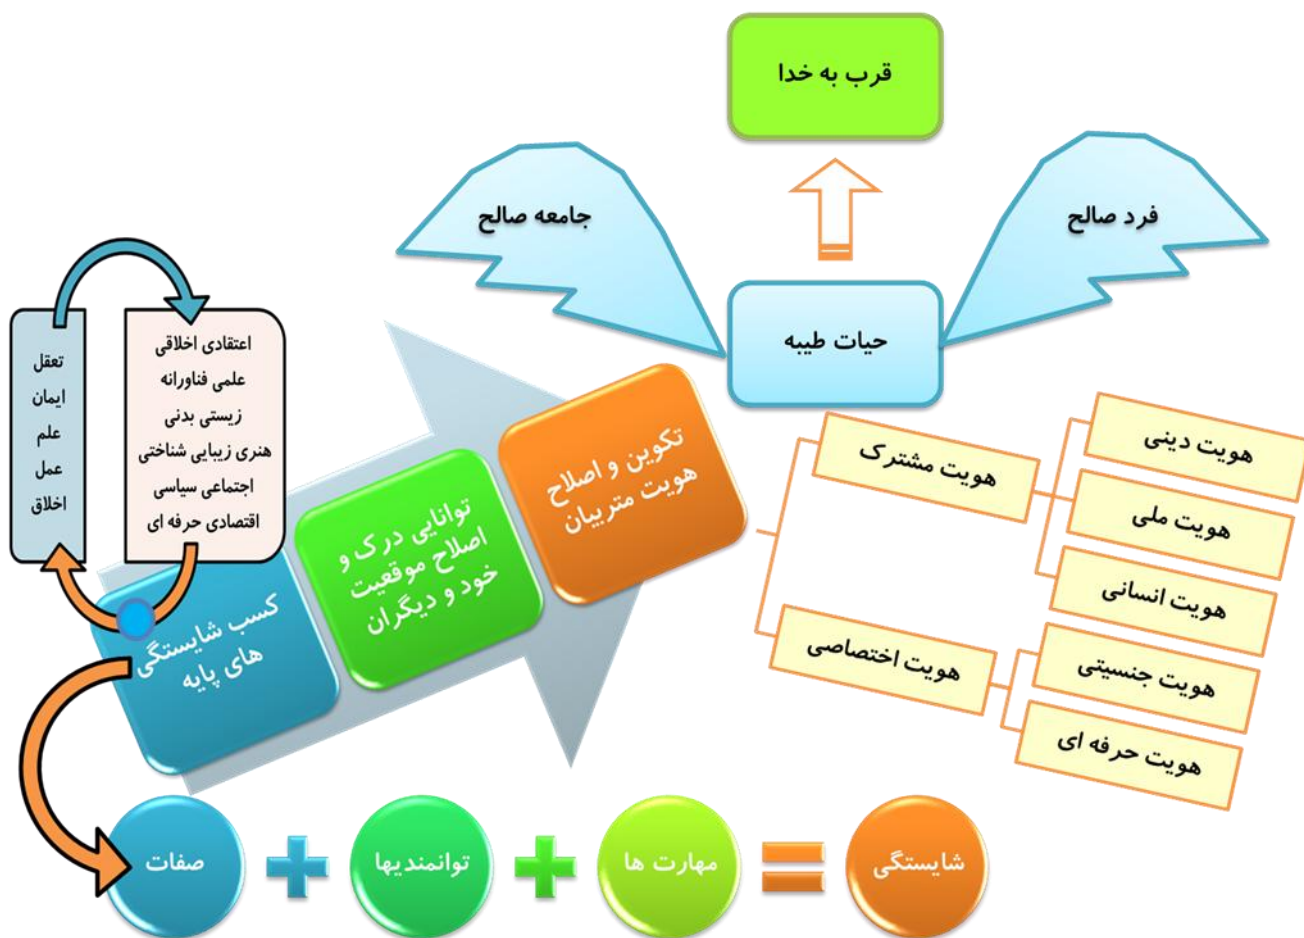 قرب به خدا
فرد صالح
جامعه صالح
حیات طیبه
هویت مشترک
هویت دینی
هویت ملی
هویت انسانی
هویت اختصاصی
هویت جنسیتی
هویت حرفه ای
تکوین و اصلاح
هویت متربیان
توانایی درک و
اصلاح موقعیت
خود و دیگران
کسب شایستگی
های پایه
اعتقادی اخلاقی
علمی فناورانه
زیستی بدنی
هنری زیبایی شناختی
اجتماعی سیاسی
اقتصادی حرفه ای
تعقل
ایمان
علم
عمل
اخلاق
صفات
+
توانمندیها
+
مهارت ها
=
شایستگی